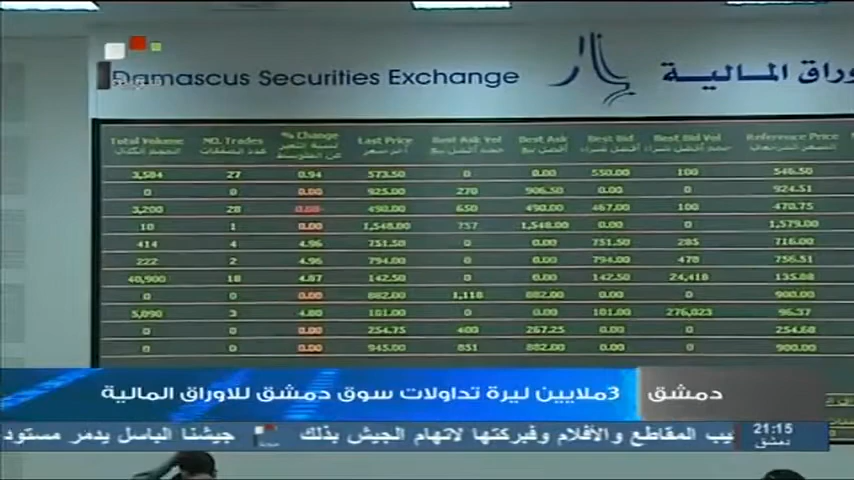 Damascus Securities Exchange
وراق المالية
Total Volume NO. Trades % Change Last Price Best Ask Vol Best Ask Best Bid Best Bid Vol Reference Price
3,584 27 0.94 573.50 0 0.00 550.00 100 546.50
0 0 0.00 925.00 270 906.50 0.00 0 924.51
3,200 28 0.00 490.00 650 490.00 467.00 100 470.75
10 1 0.00 1,548.00 757 1,548.00 0.00 0 1,579.00
414 4 4.96 751.50 0 0.00 751.50 285 716.00
222 2 4.96 794.00 0 0.00 794.00 478 756.51
40,900 18 4.87 142.50 0 0.00 142.50 24,418 135.88
0 0 0.00 882.00 1,118 882.00 0.00 0 900.00
5,090 3 4.80 101.00 0 0.00 101.00 276,023 96.37
0 0 0.00 254.75 400 267.25 0.00 0 254.68
0 0 0.00 945.00 851 882.00 0.00 0 900.00
دمشق 3ملايين ليرة تداولات سوق دمشق للاوراق المالية
يب المقاطع والأفلام وفبركتها لاتهام الجيش بذلك جيشنا الباسل يدمر مستودع
21:15
دمشق